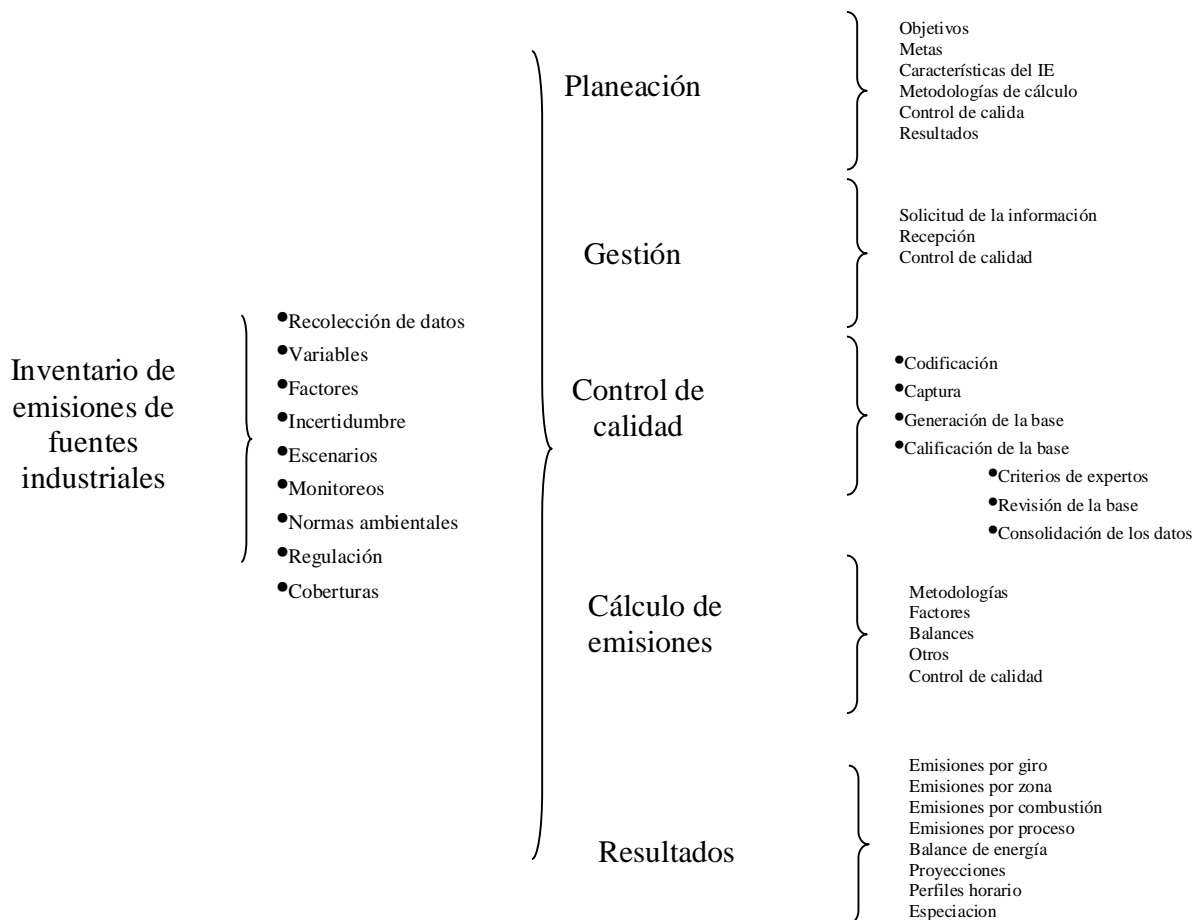 Inventario de
emisiones de
fuentes
industriales
•Recolección de datos
•Variables
•Factores
•Incertidumbre
•Escenarios
•Monitoreos
•Normas ambientales
•Regulación
•Coberturas
Planeación
Objetivos
Metas
Características del IE
Metodologías de cálculo
Control de calida
Resultados
Gestión
Solicitud de la información
Recepción
Control de calidad
Control de
calidad
•Codificación
•Captura
•Generación de la base
•Calificación de la base
•Criterios de expertos
•Revisión de la base
•Consolidación de los datos
Cálculo de
emisiones
Metodologías
Factores
Balances
Otros
Control de calidad
Resultados
Emisiones por giro
Emisiones por zona
Emisiones por combustión
Emisiones por proceso
Balance de energía
Proyecciones
Perfiles horario
Especiacion